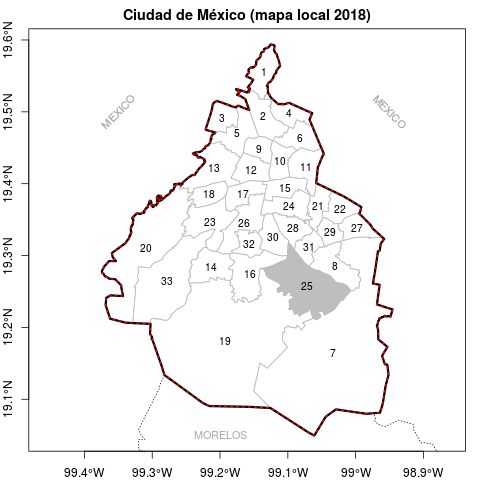 Ciudad de México (mapa local 2018)
19.6°N
19.5°N
19.4°N
19.3°N
19.2°N
19.1°N
MEXICO
MEXICO
1
2
3
4
5
6
9
10
11
12
13
15
17
18
24
21
22
23
26
28
29
27
30
32
31
20
14
16
8
33
25
19
7
MORELOS
99.4°W
99.3°W
99.2°W
99.1°W
99°W
98.9°W